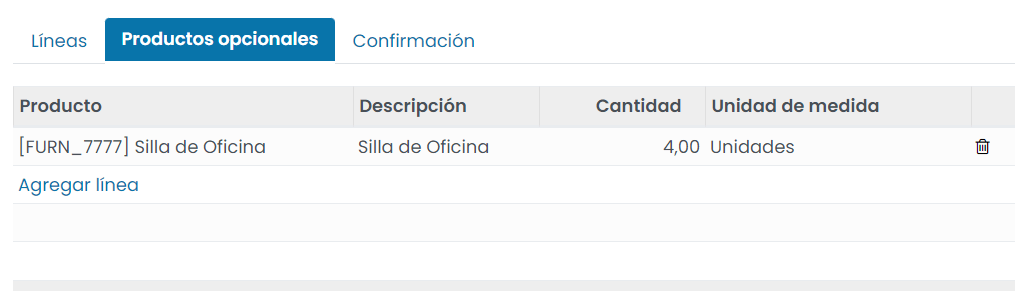 Líneas Productos opcionales Confirmación
Producto Descripción Cantidad Unidad de medida
[FURN_7777] Silla de Oficina Silla de Oficina 4,00 Unidades
Agregar línea